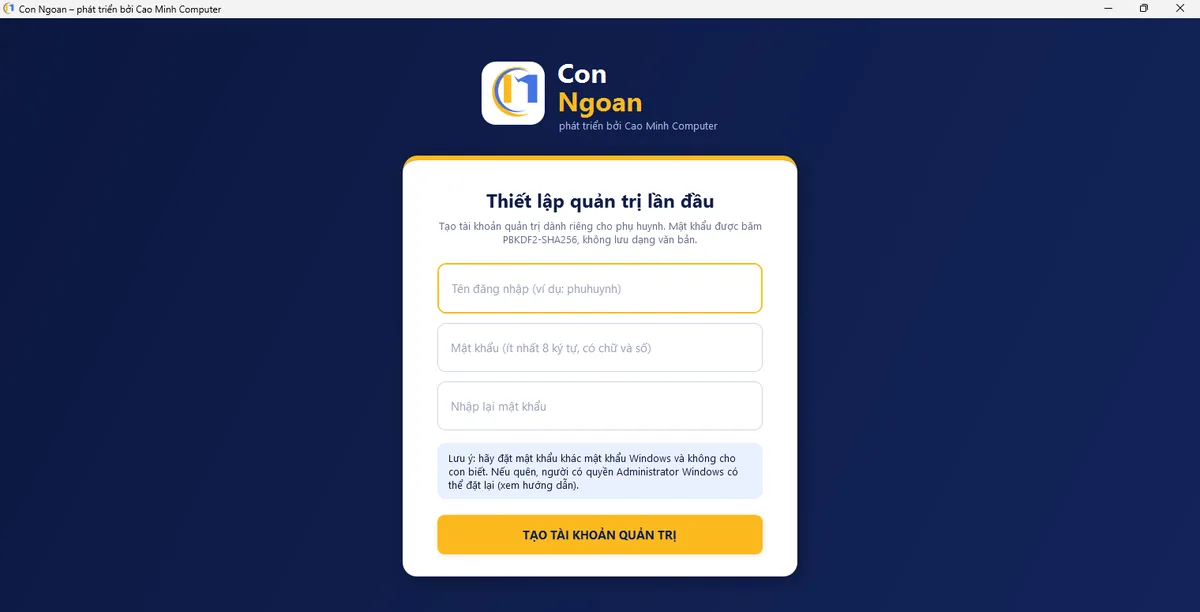 Con Ngoan – phát triển bởi Cao Minh Computer
Con
Ngoan
phát triển bởi Cao Minh Computer
Thiết lập quản trị lần đầu
Tạo tài khoản quản trị dành riêng cho phụ huynh. Mật khẩu được băm
PBKDF2-SHA256, không lưu dạng văn bản.
Tên đăng nhập (ví dụ: phuhuynh)
Mật khẩu (ít nhất 8 ký tự, có chữ và số)
Nhập lại mật khẩu
Lưu ý: hãy đặt mật khẩu khác mật khẩu Windows và không cho
con biết. Nếu quên, người có quyền Administrator Windows có
thể đặt lại (xem hướng dẫn).
TẠO TÀI KHOẢN QUẢN TRỊ